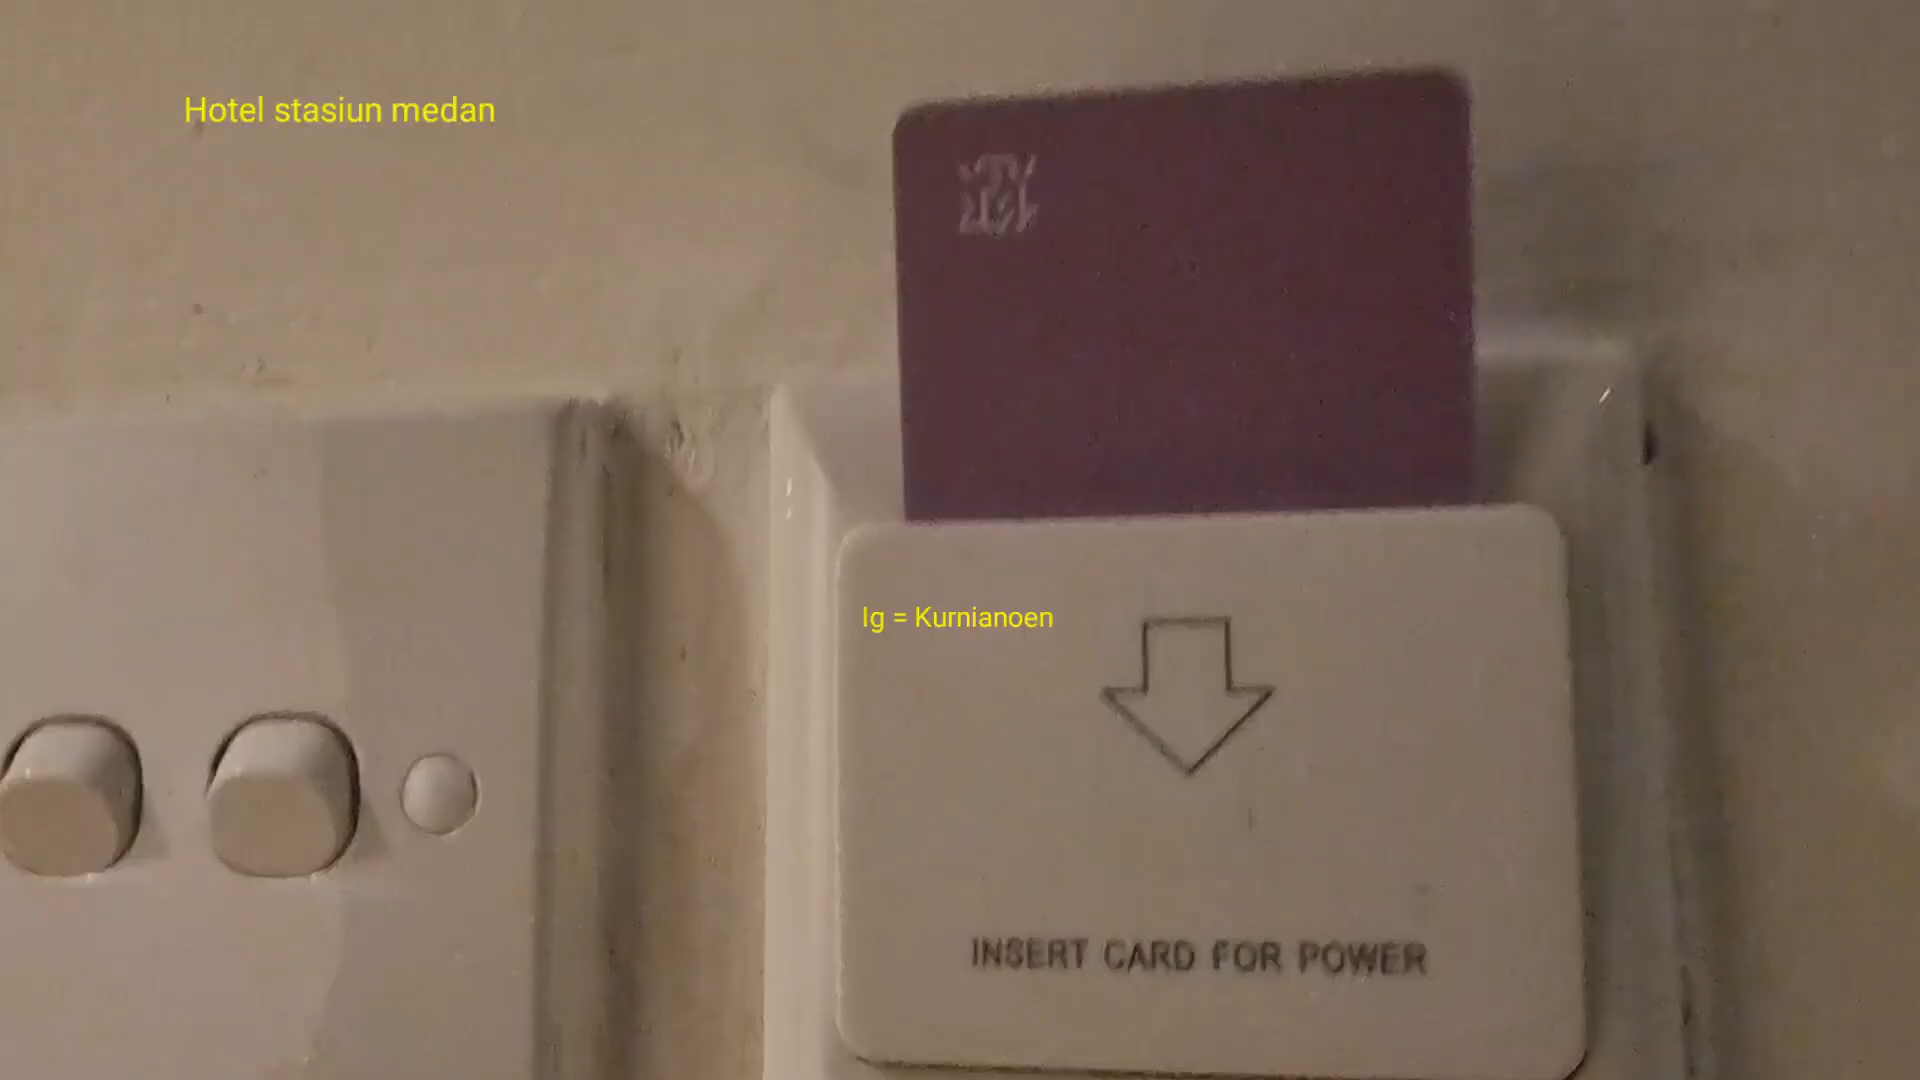 Hotel stasiun medan
Ig = Kurnianoen
INSERT CARD FOR POWER